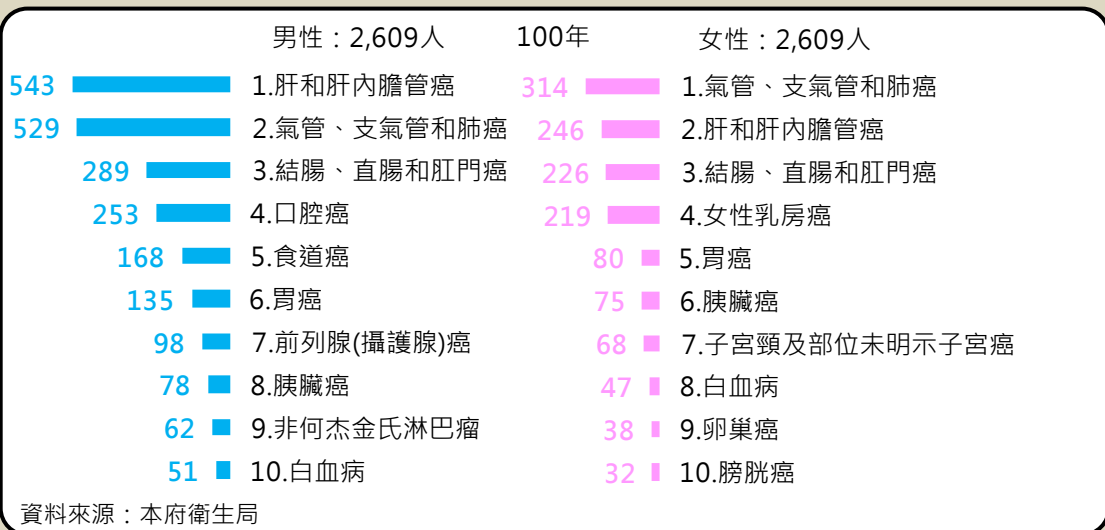 男性：2,609人 100年 女性：2,609人
543 1.肝和肝內膽管癌 314 1.氣管、支氣管和肺癌
529 2.氣管、支氣管和肺癌 246 2.肝和肝內膽管癌
289 3.結腸、直腸和肛門癌 226 3.結腸、直腸和肛門癌
253 4.口腔癌 219 4.女性乳房癌
168 5.食道癌 80 5.胃癌
135 6.胃癌 75 6.胰臟癌
98 7.前列腺(攝護腺)癌 68 7.子宮頸及部位未明示子宮癌
78 8.胰臟癌 47 8.白血病
62 9.非何杰金氏淋巴瘤 38 9.卵巢癌
51 10.白血病 32 10.膀胱癌
資料來源：本府衛生局